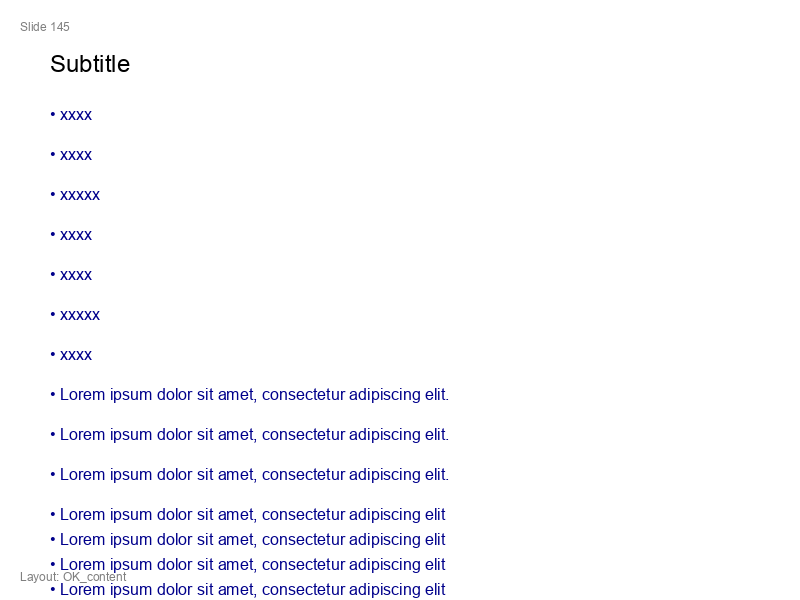 Slide 145
Subtitle
• xxxx
• xxxx
• xxxxx
• xxxx
• xxxx
• xxxxx
• xxxx
• Lorem ipsum dolor sit amet, consectetur adipiscing elit.
• Lorem ipsum dolor sit amet, consectetur adipiscing elit.
• Lorem ipsum dolor sit amet, consectetur adipiscing elit.
• Lorem ipsum dolor sit amet, consectetur adipiscing elit
• Lorem ipsum dolor sit amet, consectetur adipiscing elit
• Lorem ipsum dolor sit amet, consectetur adipiscing elit
Layout: OK_content
• Lorem ipsum dolor sit amet, consectetur adipiscing elit